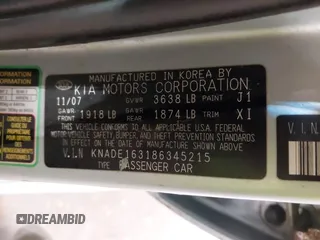 FORMATION
MANUFACTURED IN KOREA BY
KIA KIA MOTORS CORPORATION
11/07 GVWR 3638 LB PAINT J1
GAWR FRONT 1918 LB GAWR REAR 1874 LB TRIM XI
THIS VEHICLE CONFORMS TO ALL APPLICABLE
U.S. FEDERAL MOTOR VEHICLE SAFETY, BUMPER
AND THEFT PREVENTION STANDARDS IN EFFECT
ON THE DATE OF MANUFACTURE SHOWN ABOVE.
V.I.N KNADE163186345215
TYPE PASSENGER CAR
V.I.N.
DREAMBID